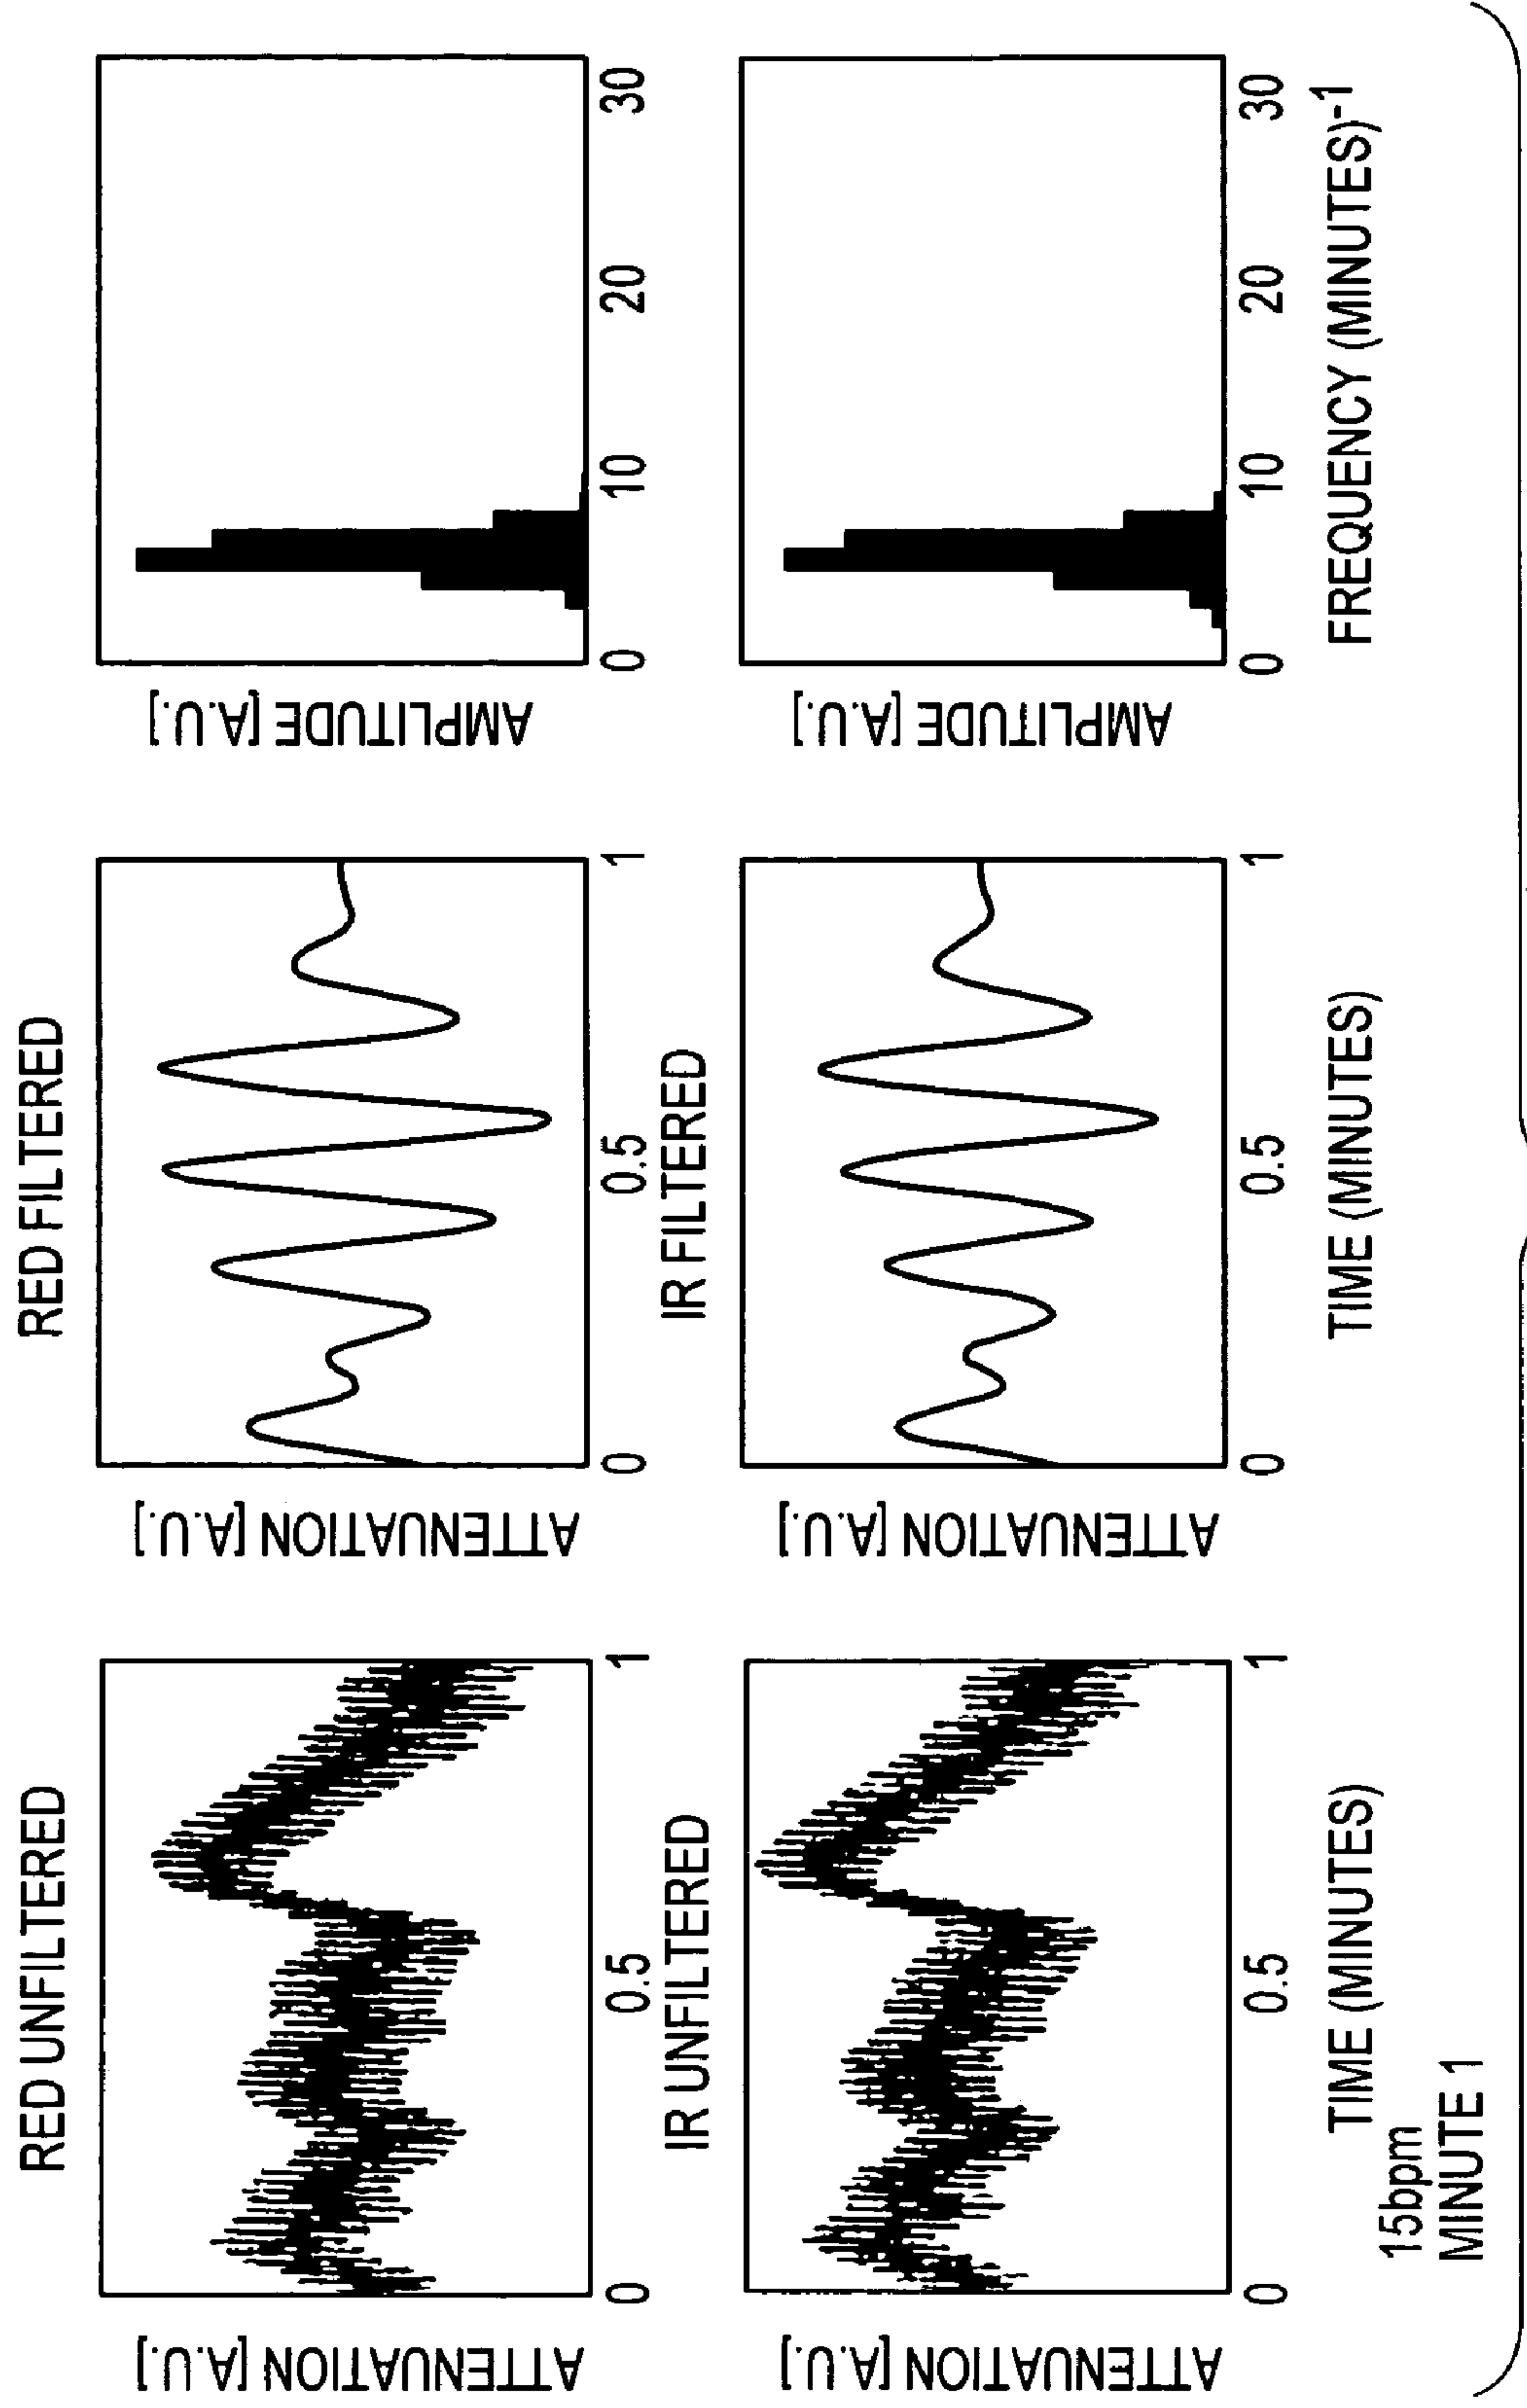 RED UNFILTERED
RED FILTERED
ATTENUATION [A.U.]
0
0.5
1
ATTENUATION [A.U.]
0
0.5
1
AMPLITUDE [A.U.]
0
10
20
30
IR UNFILTERED
IR FILTERED
ATTENUATION [A.U.]
0
0.5
1
TIME (MINUTES)
ATTENUATION [A.U.]
0
0.5
1
TIME (MINUTES)
AMPLITUDE [A.U.]
0
10
20
30
FREQUENCY (MINUTES)-1
15bpm
MINUTE 1